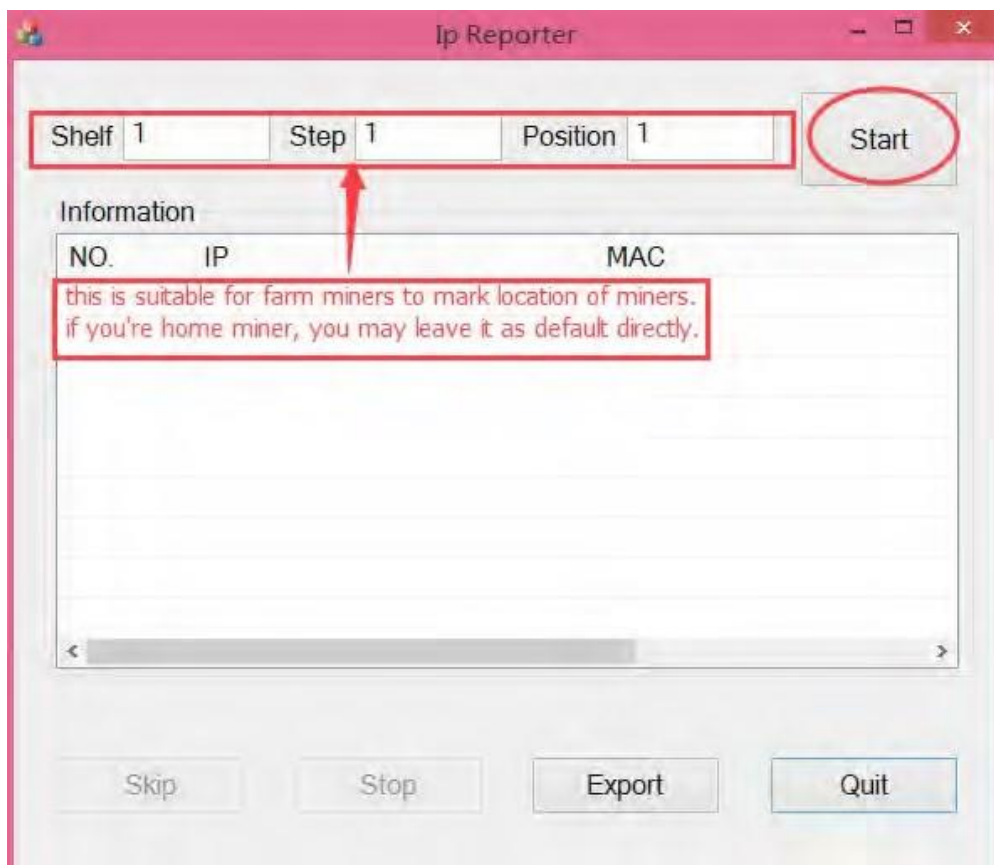 Ip Reporter
Shelf 1 Step 1 Position 1 Start
Information
NO. IP MAC
this is suitable for farm miners to mark location of miners.
if you're home miner, you may leave it as default directly.
Skip Stop Export Quit